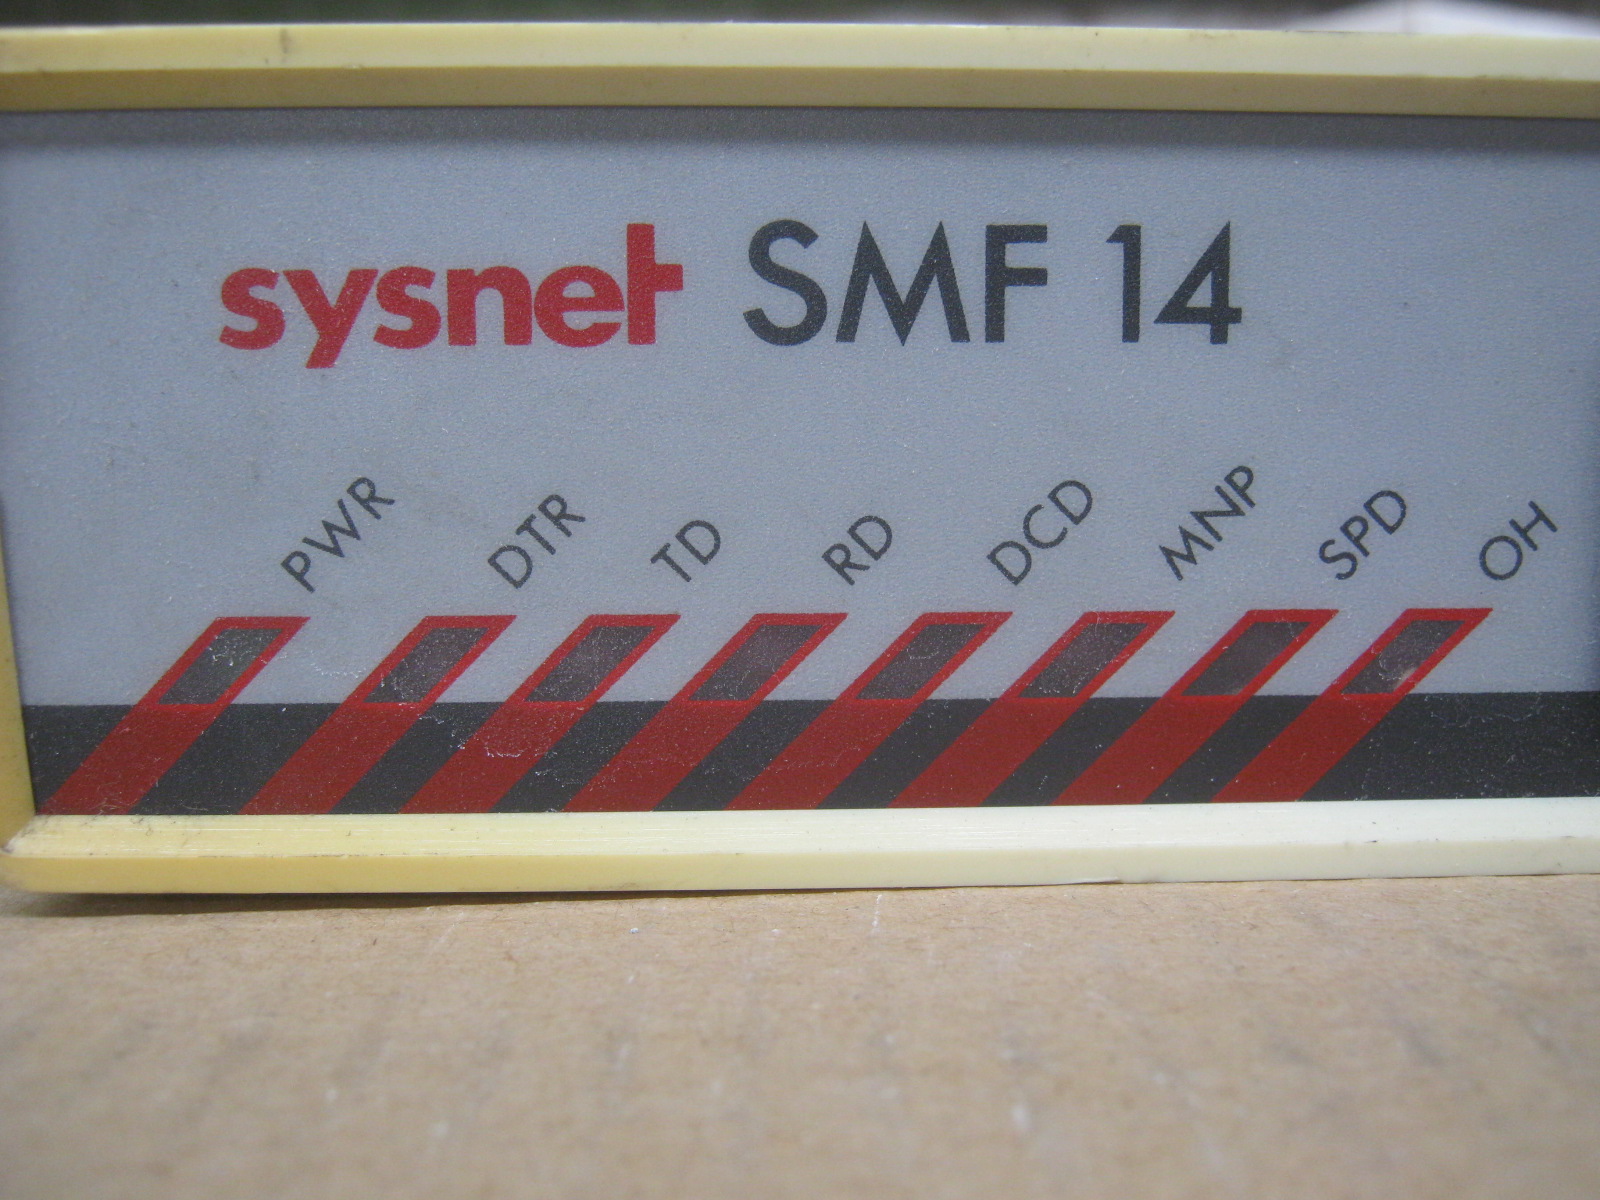 sysnet SMF 14
PWR DTR TD RD DCD MNP SPD OH